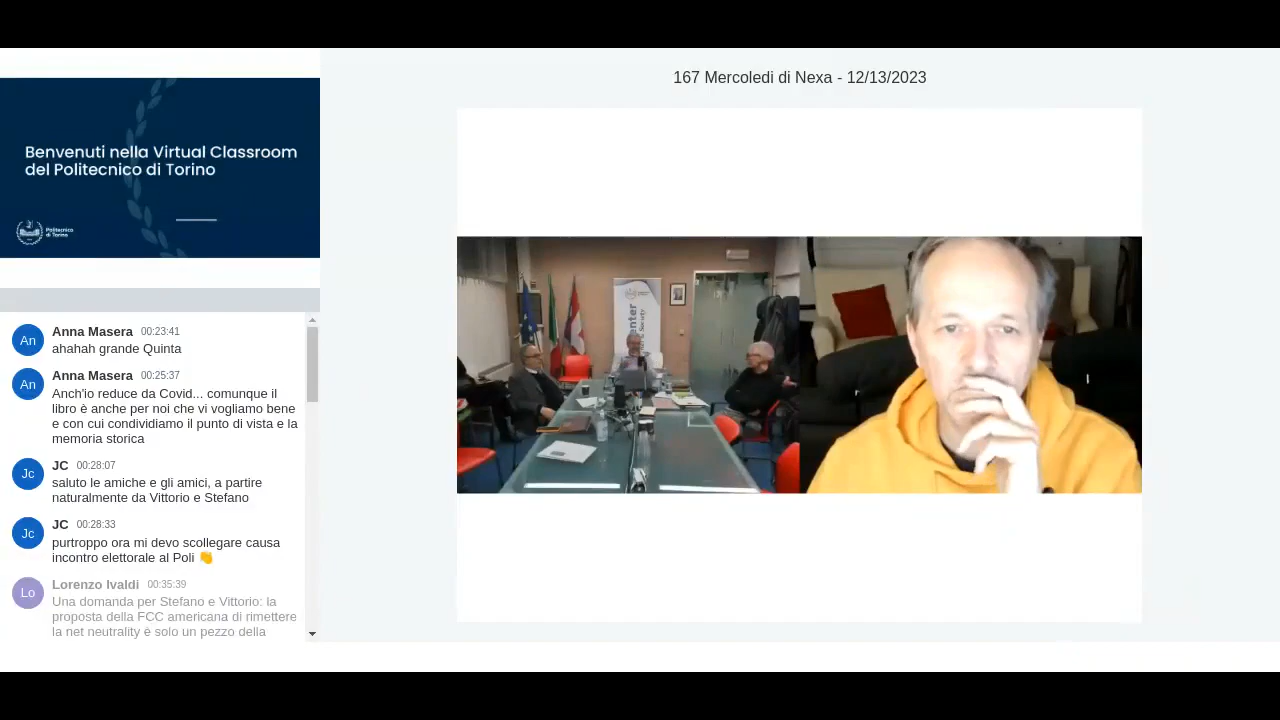 167 Mercoledi di Nexa - 12/13/2023
Benvenuti nella Virtual Classroom
del Politecnico di Torino
Politecnico
di Torino
An
Anna Masera 00:23:41
ahahah grande Quinta
An
Anna Masera 00:25:37
Anch'io reduce da Covid... comunque il
libro è anche per noi che vi vogliamo bene
e con cui condividiamo il punto di vista e la
memoria storica
Jc
JC 00:28:07
saluto le amiche e gli amici, a partire
naturalmente da Vittorio e Stefano
Jc
JC 00:28:33
purtroppo ora mi devo scollegare causa
incontro elettorale al Poli 👏
Lo
Lorenzo Ivaldi 00:35:39
Una domanda per Stefano e Vittorio: la
proposta della FCC americana di rimettere
la net neutrality è solo un pezzo della